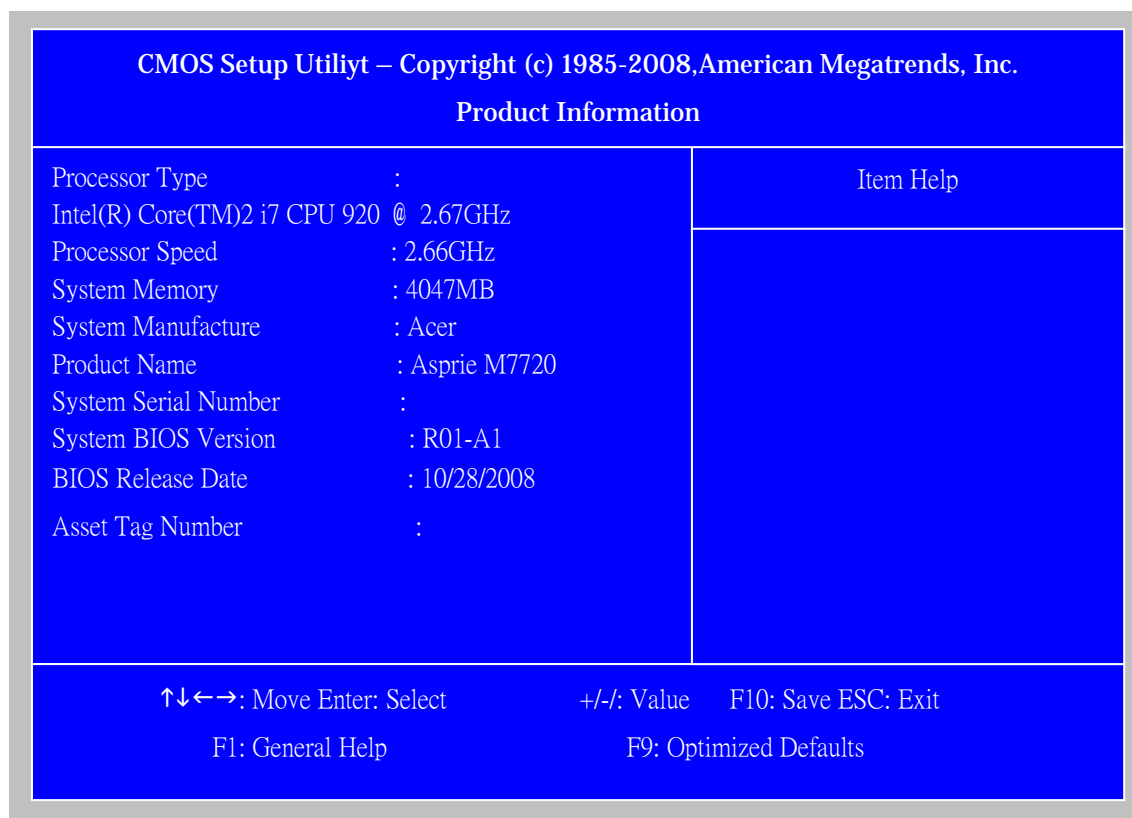 CMOS Setup Utiliyt – Copyright (c) 1985-2008,American Megatrends, Inc.
Product Information
Processor Type :
Intel(R) Core(TM)2 i7 CPU 920 @ 2.67GHz
Processor Speed : 2.66GHz
System Memory : 4047MB
System Manufacture : Acer
Product Name : Asprie M7720
System Serial Number :
System BIOS Version : R01-A1
BIOS Release Date : 10/28/2008
Asset Tag Number :
Item Help
↑↓←→: Move Enter: Select +/-/: Value F10: Save ESC: Exit
F1: General Help F9: Optimized Defaults